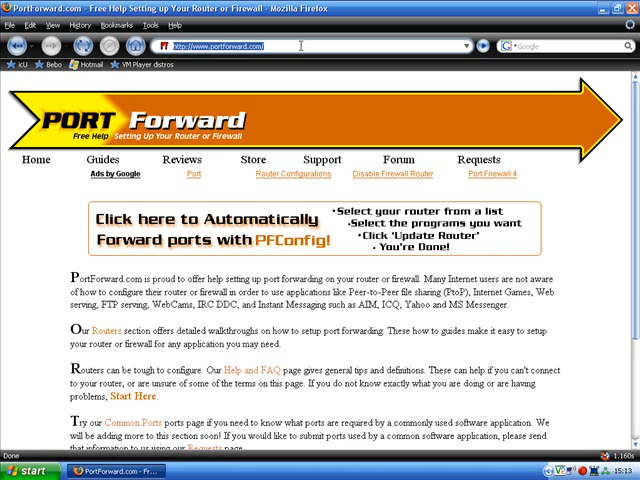 PortForward.com - Free Help Setting up your Router or Firewall - Mozilla Firefox
File Edit View History Bookmarks Tools Help
http://www.portforward.com/
Google
icU Bebo Hotmail VM Player distros
PORT Forward
Free Help Setting Up Your Router or Firewall
Home Guides Reviews Store Support Forum Requests
Ads by Google Port Router Configurations Disable Firewall Router Port Firewall 4
Click here to Automatically
Forward ports with PFConfig!
•Select your router from a list
•Select the programs you want
•Click 'Update Router'
•You're Done!
PortForward.com is proud to offer help setting up port forwarding on your router or firewall. Many Internet users are not aware
of how to configure their router or firewall in order to use applications like Peer-to-Peer file sharing (PtoP), Internet Games, Web
serving, FTP serving, WebCams, IRC DDC, and Instant Messaging such as AIM, ICQ, Yahoo and MS Messenger.
Our Routers section offers detailed walkthroughs on how to setup port forwarding. These how to guides make it easy to
setup your router or firewall for any application you may need.
Routers can be tough to configure. Our Help and FAQ page gives general tips and definitions. These can help if you can't connect
to your router, or are unsure of some of the terms on this page. If you do not know exactly what you are doing or are having
problems, Start Here.
Try our Common Ports ports page if you need to know what ports are required by a commonly used software application. We
will be adding more to this section soon! If you would like to submit ports used by a common software application, please send
that information to us using our Requests page.
Done 1.160s
start PortForward.com - Fr... 15:13